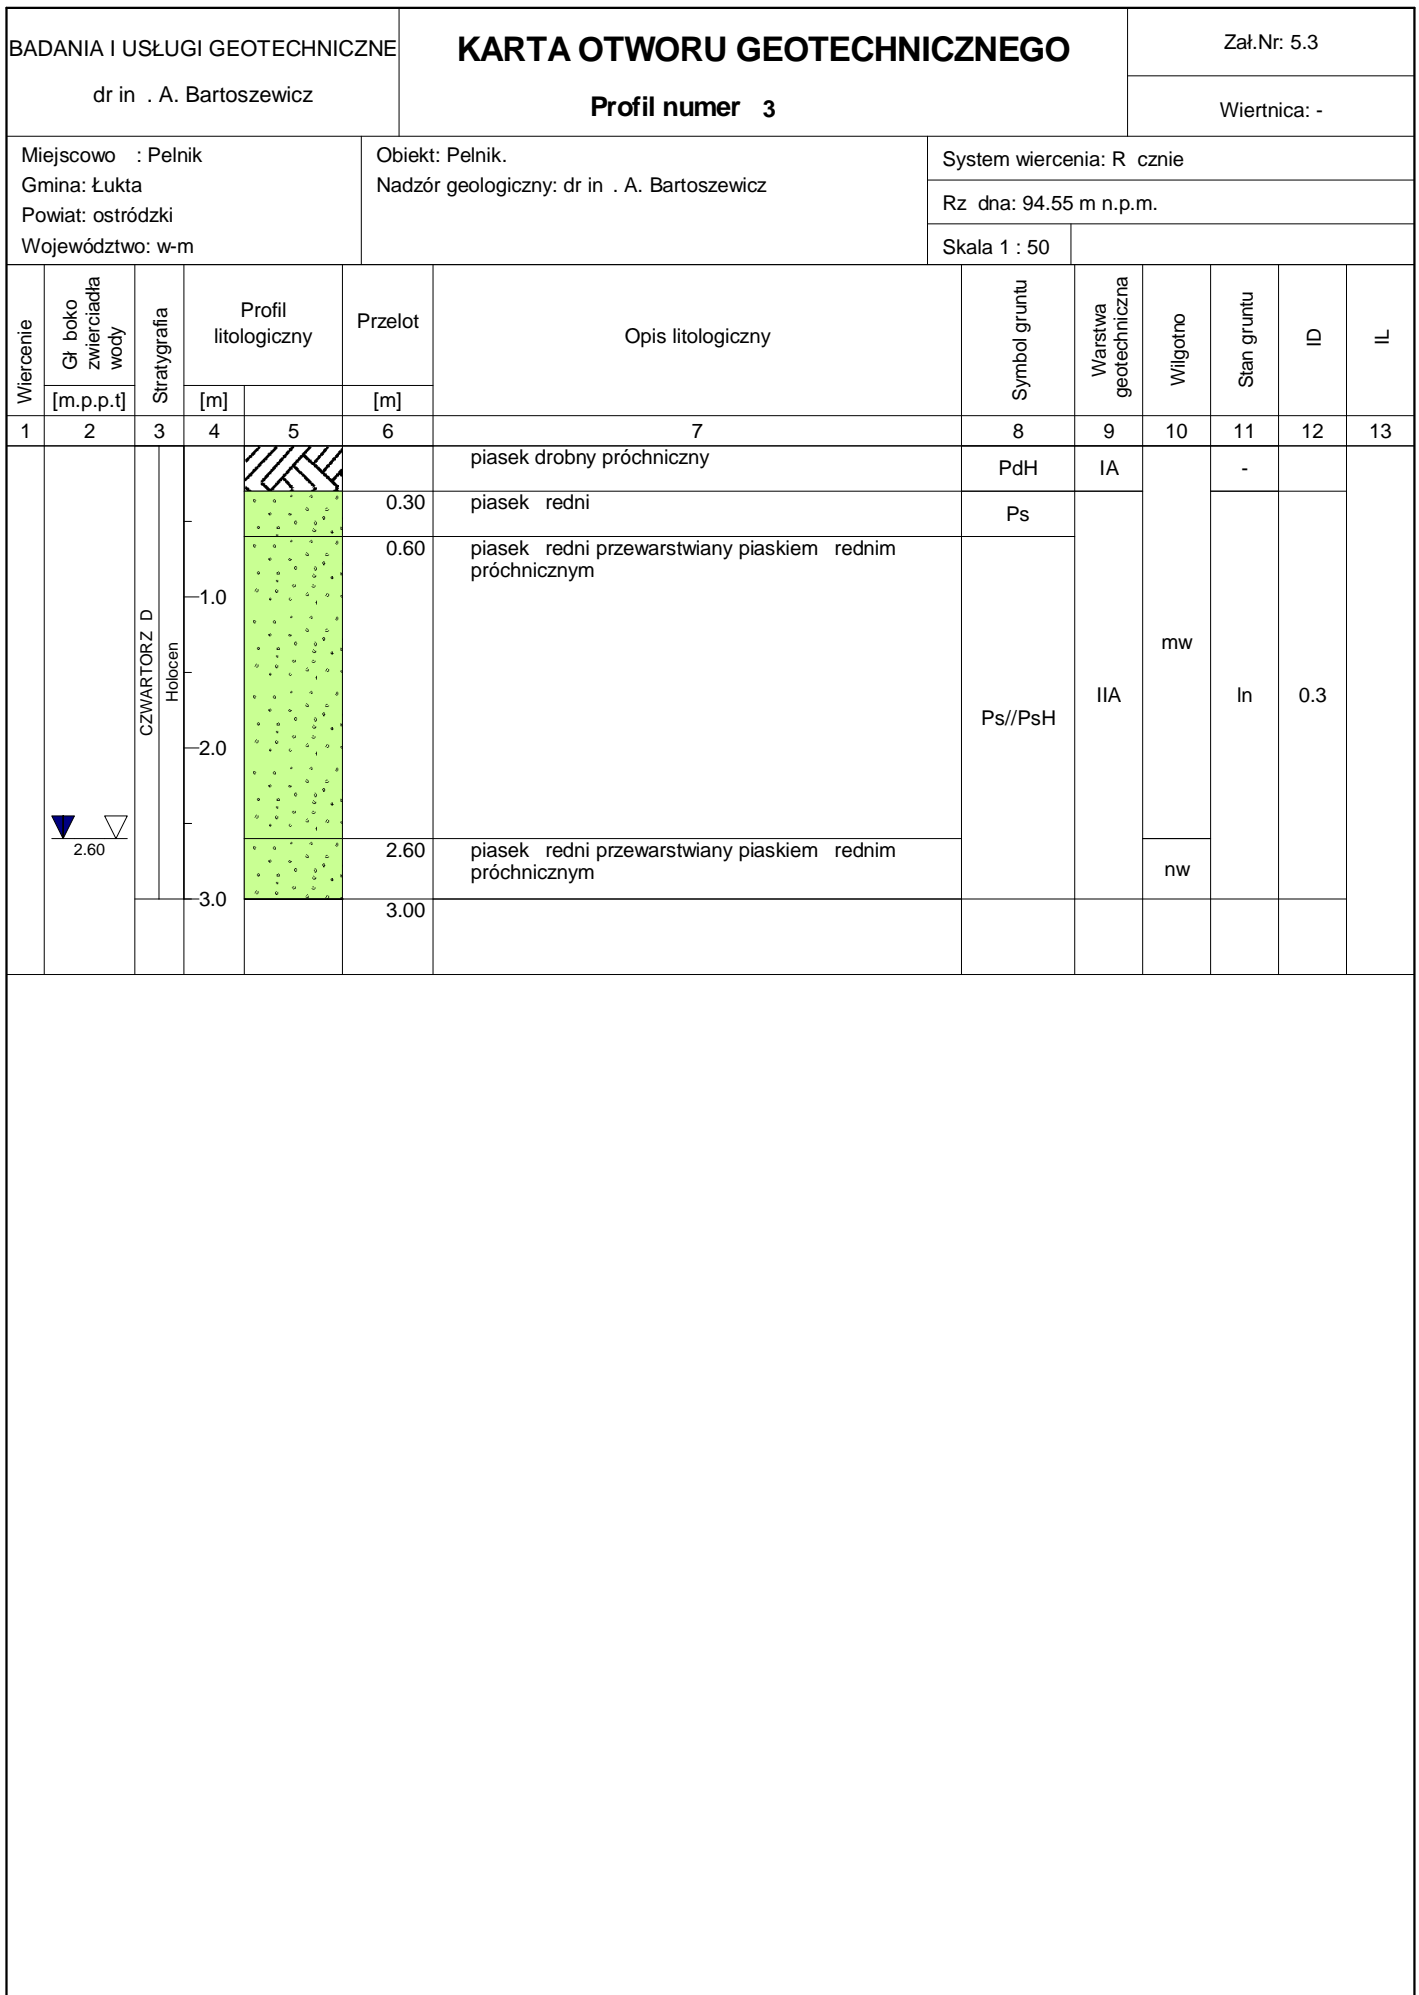 BADANIA I USŁUGI GEOTECHNICZNE
dr in . A. Bartoszewicz
KARTA OTWORU GEOTECHNICZNEGO
Profil numer 3
Zał.Nr: 5.3
Wiertnica: -
Miejscowo : Pelnik
Gmina: Łukta
Powiat: ostródzki
Województwo: w-m
Obiekt: Pelnik.
Nadzór geologiczny: dr in . A. Bartoszewicz
System wiercenia: R cznie
Rz dna: 94.55 m n.p.m.
Skala 1 : 50
Wiercenie
Gł boko
zwierciadła
wody
[m.p.p.t]
Stratygrafia
Profil
litologiczny
[m]
Przelot
[m]
Opis litologiczny
Symbol gruntu
Warstwa
geotechniczna
Wilgotno
Stan gruntu
ID
IL
1 2 3 4 5 6 7 8 9 10 11 12 13
piasek drobny próchniczny
PdH IA -
0.30 piasek redni
Ps
0.60 piasek redni przewarstwiany piaskiem rednim
próchnicznym
1.0
CZWARTORZ D
Holocen
mw
IIA ln 0.3
Ps//PsH
2.0
2.60
2.60 piasek redni przewarstwiany piaskiem rednim
próchnicznym
nw
3.0
3.00